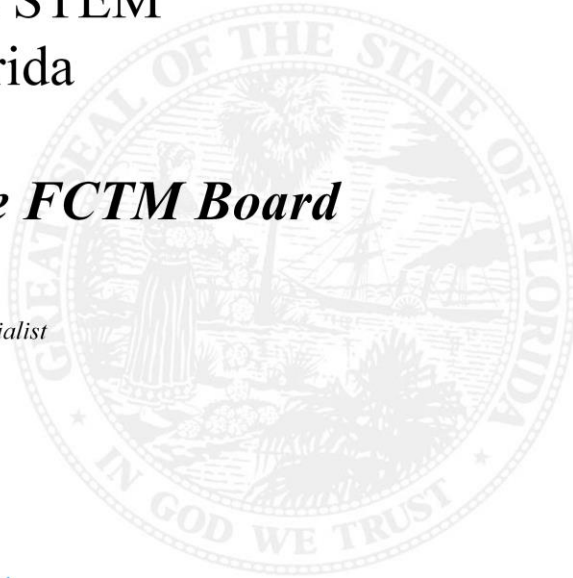 STEM
rida
e FCTM Board
ialist
GREAT SEAL OF THE STATE OF FLORIDA
IN GOD WE TRUST